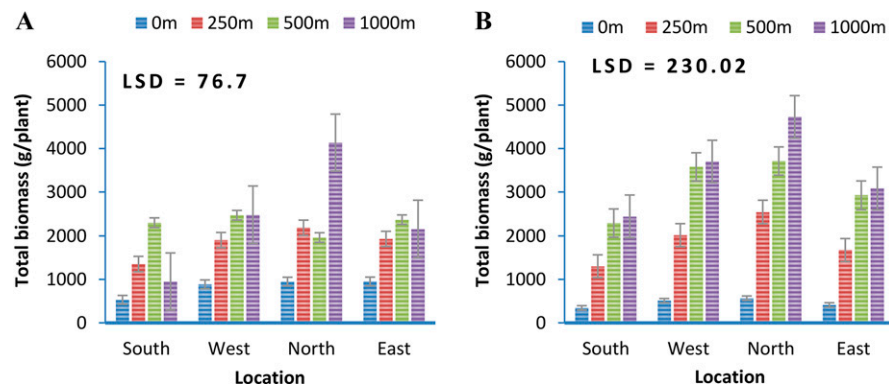 A
0m 250m 500m 1000m
LSD = 76.7
Total biomass (g/plant)
6000
5000
4000
3000
2000
1000
0
South West North East
Location
B
0m 250m 500m 1000m
LSD = 230.02
Total biomass (g/plant)
6000
5000
4000
3000
2000
1000
0
South West North East
Location